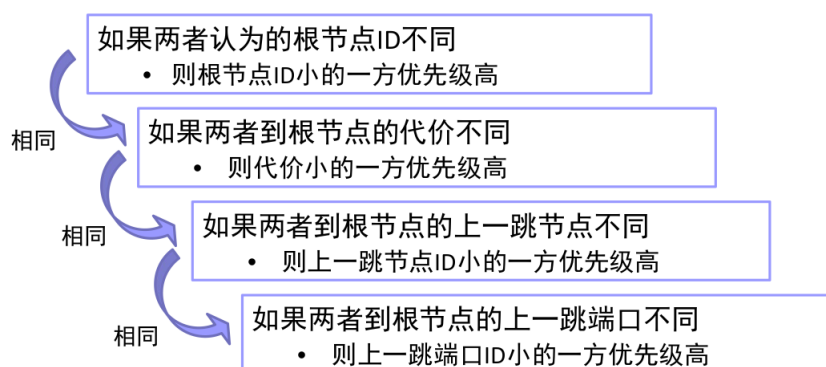 如果两者认为的根节点ID不同
• 则根节点ID小的一方优先级高
相同
如果两者到根节点的代价不同
• 则代价小的一方优先级高
相同
如果两者到根节点的上一跳节点不同
• 则上一跳节点ID小的一方优先级高
相同
如果两者到根节点的上一跳端口不同
• 则上一跳端口ID小的一方优先级高